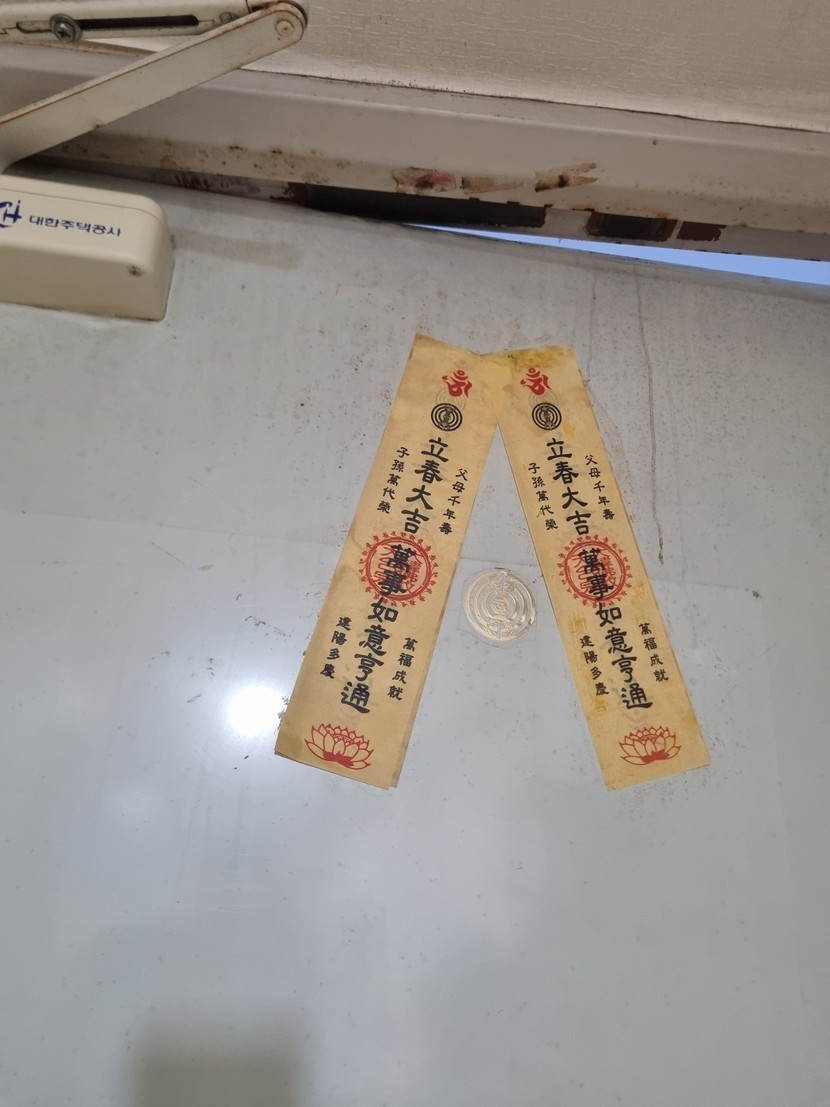 대한주택공사
ॐ
父母千年壽
立春大吉
子孫萬代榮
萬事如意亨通
萬福成就
建陽多慶
ॐ
父母千年壽
立春大吉
子孫萬代榮
萬事如意亨通
萬福成就
建陽多慶